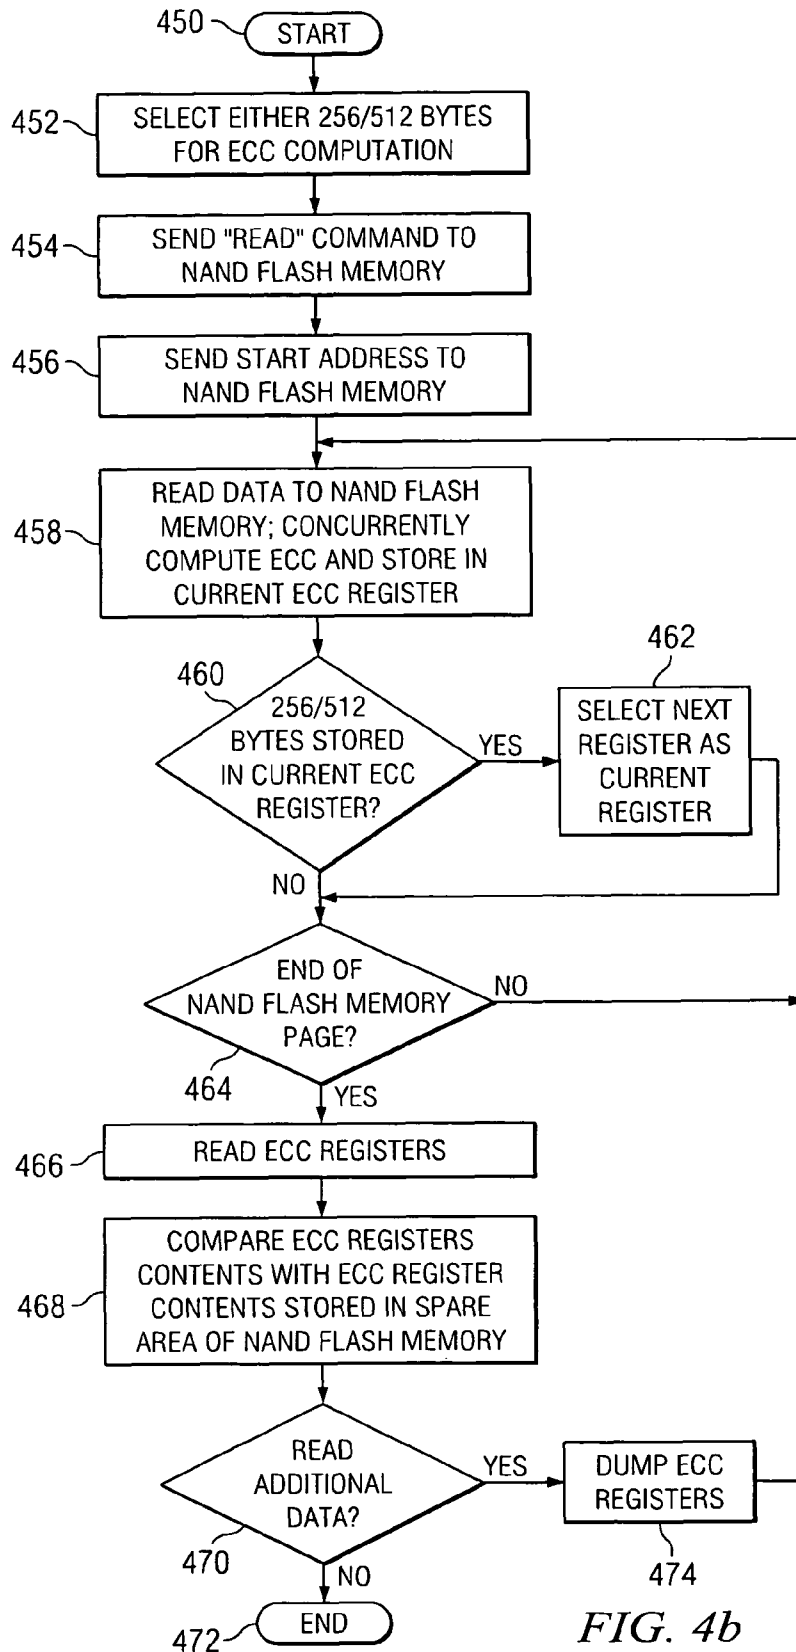 450
START
452
SELECT EITHER 256/512 BYTES
FOR ECC COMPUTATION
454
SEND "READ" COMMAND TO
NAND FLASH MEMORY
456
SEND START ADDRESS TO
NAND FLASH MEMORY
458
READ DATA TO NAND FLASH
MEMORY; CONCURRENTLY
COMPUTE ECC AND STORE IN
CURRENT ECC REGISTER
460
256/512
BYTES STORED
IN CURRENT ECC
REGISTER?
YES
462
SELECT NEXT
REGISTER AS
CURRENT
REGISTER
NO
END OF
NAND FLASH MEMORY
PAGE?
NO
464
YES
466
READ ECC REGISTERS
468
COMPARE ECC REGISTERS
CONTENTS WITH ECC REGISTER
CONTENTS STORED IN SPARE
AREA OF NAND FLASH MEMORY
READ
ADDITIONAL
DATA?
YES
DUMP ECC
REGISTERS
470
474
NO
472
END
FIG. 4b